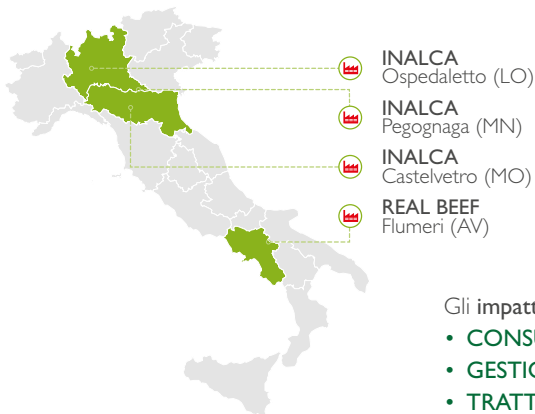 INALCA
Ospedaletto (LO)
INALCA
Pegognaga (MN)
INALCA
Castelvetro (MO)
REAL BEEF
Flumeri (AV)
Gli
•
•
•